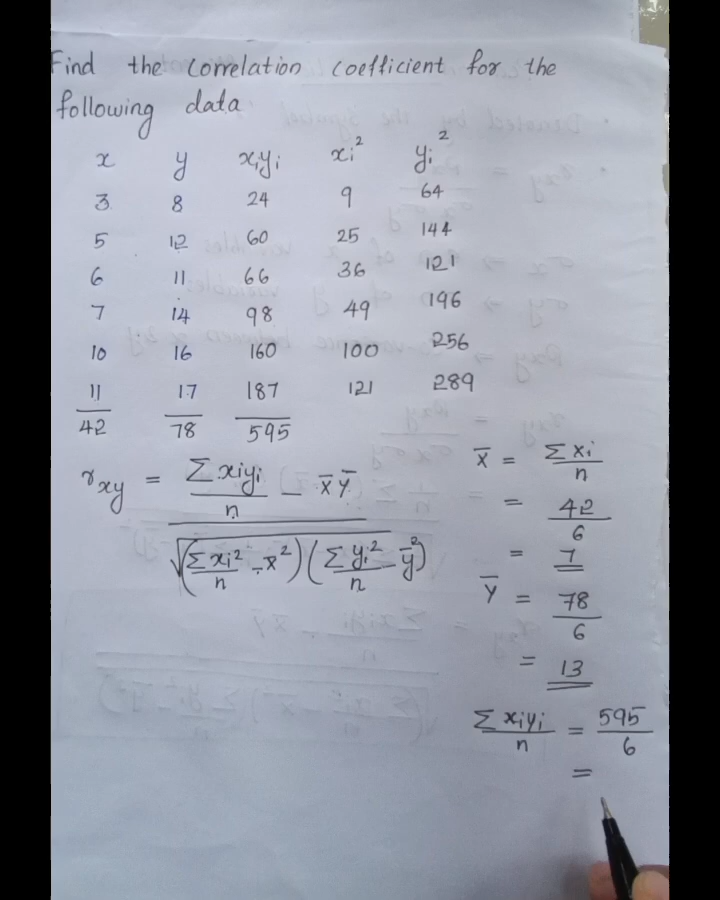 Find the Correlation coefficient for the
following data
x y xᵢyᵢ xᵢ² yᵢ²
3 8 24 9 64
5 12 60 25 144
6 11 66 36 121
7 14 98 49 196
10 16 160 100 256
11 17 187 121 289
42 78 595
r_xy = (Σxᵢyᵢ/n - x̄ȳ) / √((Σxᵢ²/n - x̄²)(Σyᵢ²/n - ȳ²))
x̄ = Σxᵢ/n
= 42/6
= 7
ȳ = 78/6
= 13
Σxᵢyᵢ/n = 595/6
=